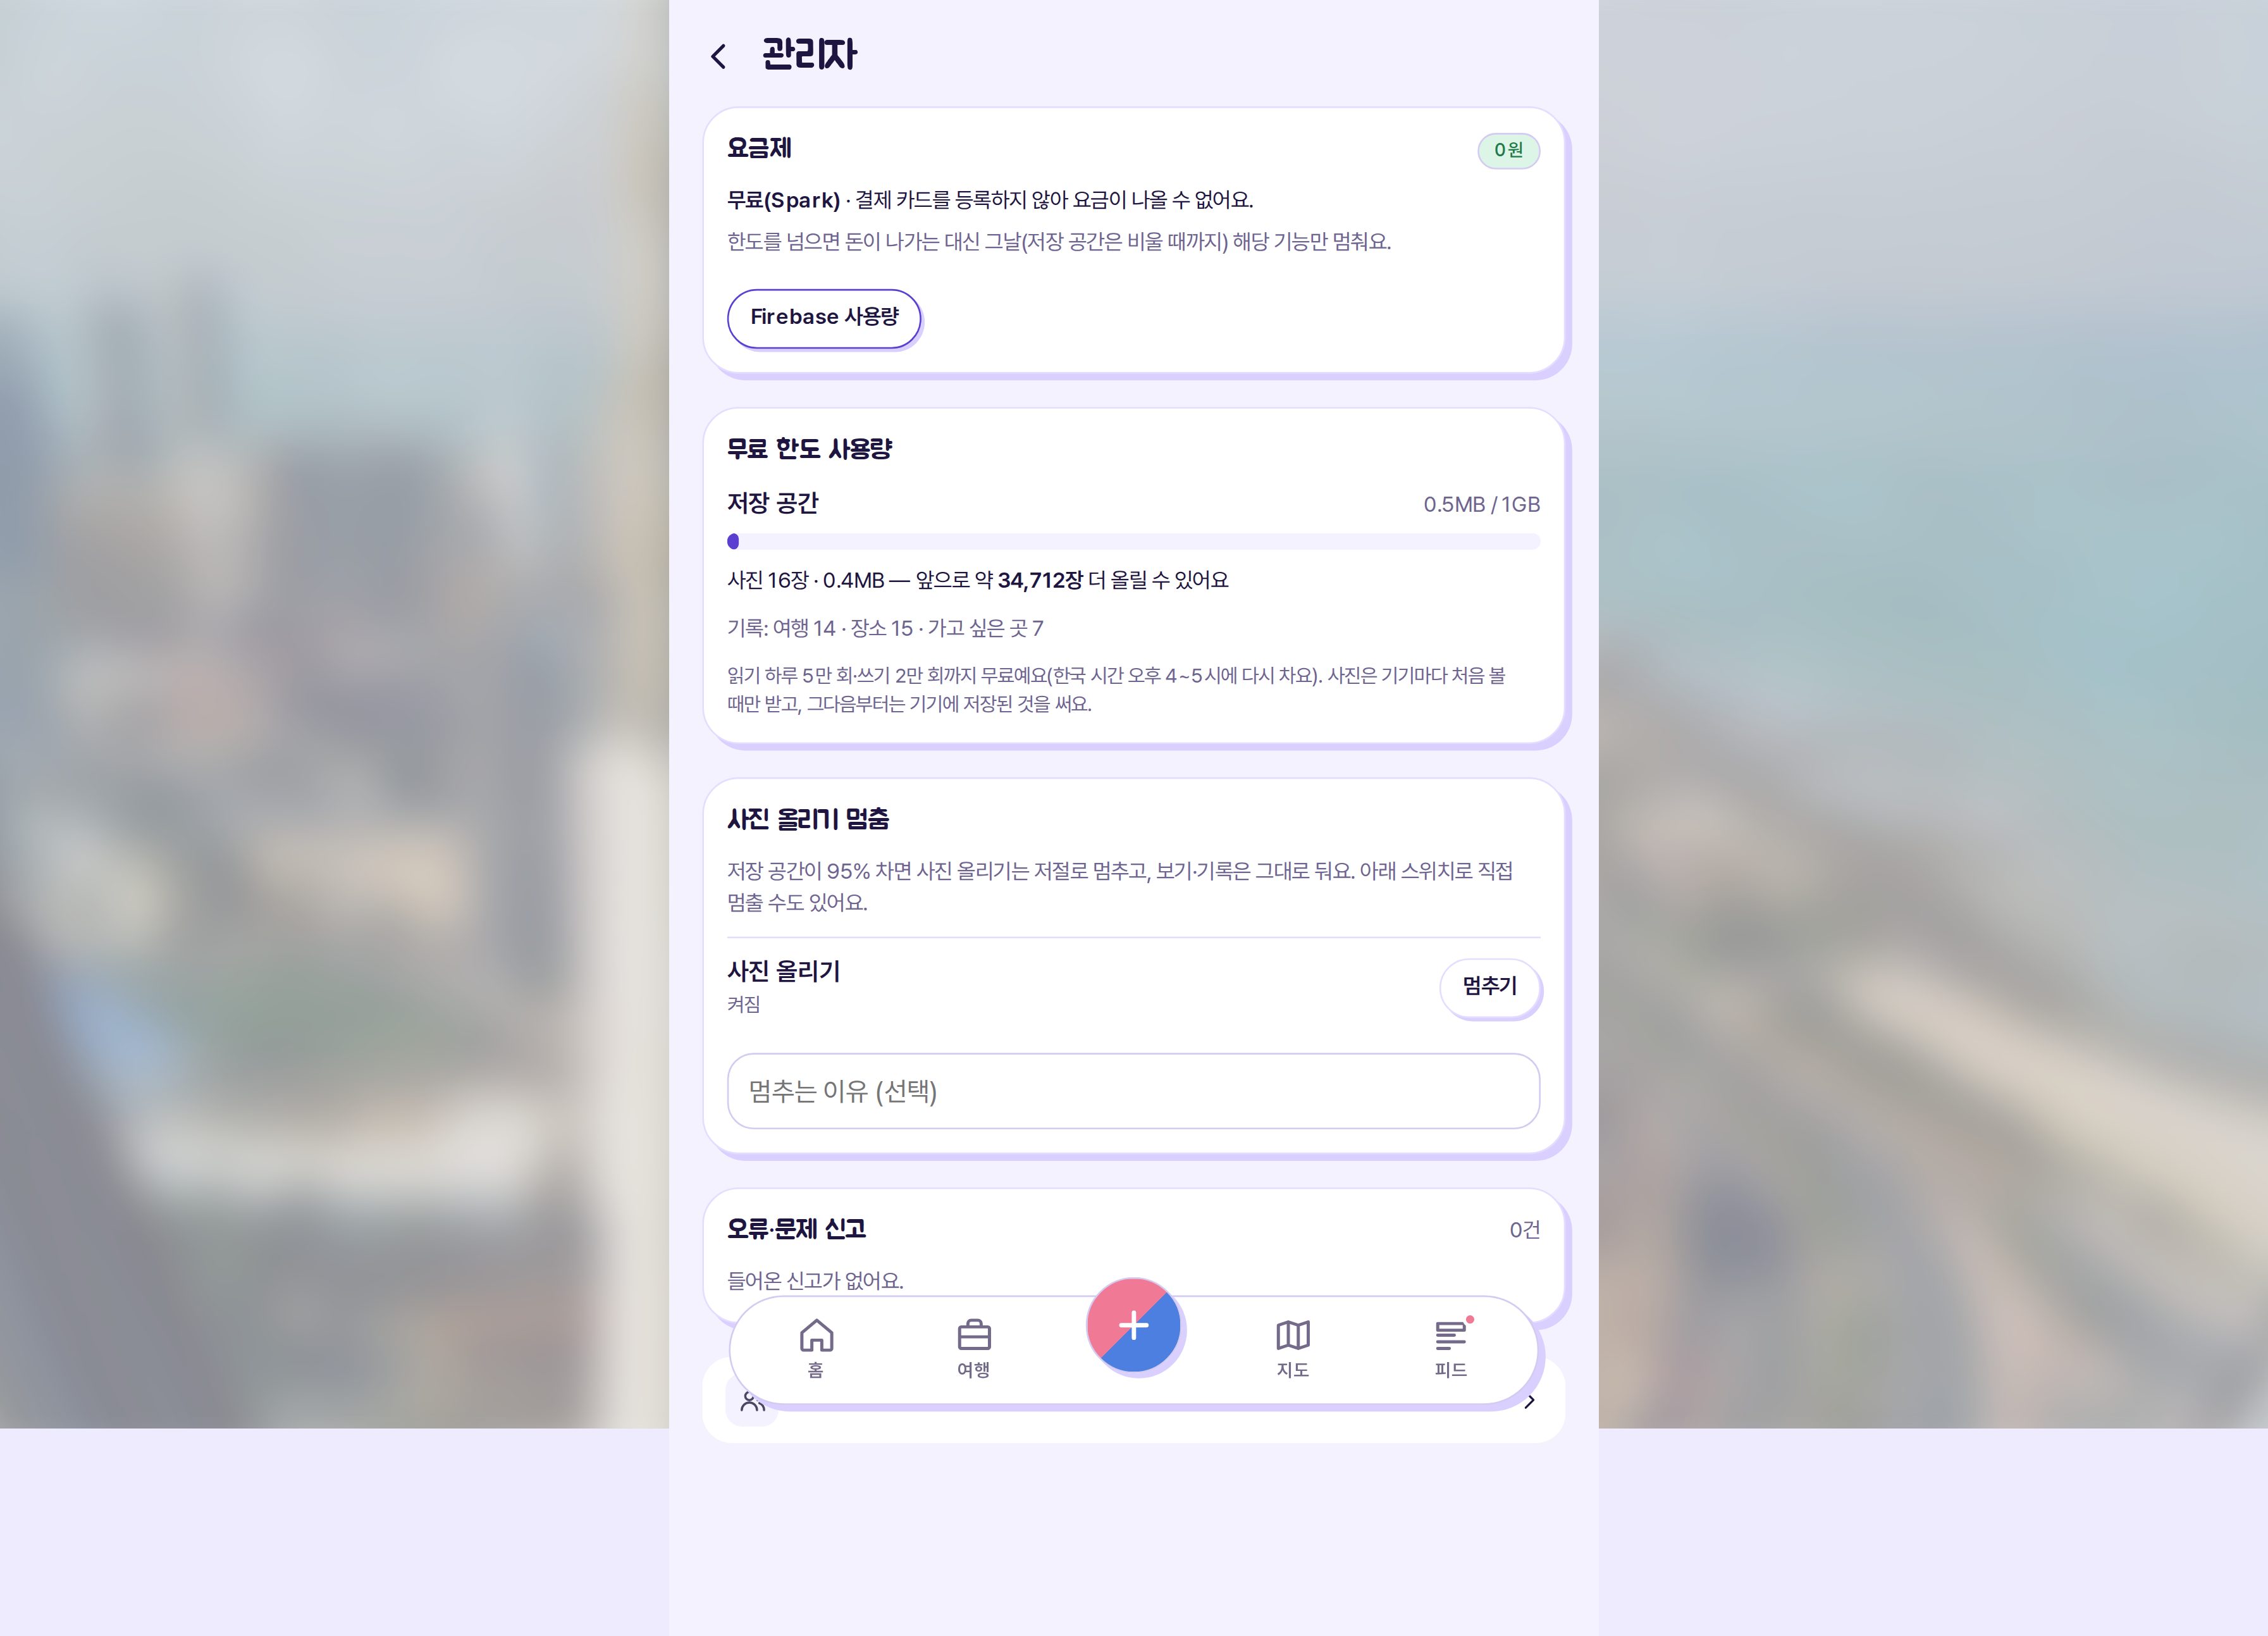 관리자
요금제
0원
무료(Spark) · 결제 카드를 등록하지 않아 요금이 나올 수 없어요.
한도를 넘으면 돈이 나가는 대신 그날(저장 공간은 비울 때까지) 해당 기능만 멈춰요.
Firebase 사용량
무료 한도 사용량
저장 공간
0.5MB / 1GB
사진 16장 · 0.4MB — 앞으로 약 34,712장 더 올릴 수 있어요
기록: 여행 14 · 장소 15 · 가고 싶은 곳 7
읽기 하루 5만 회·쓰기 2만 회까지 무료예요(한국 시간 오후 4~5시에 다시 차요). 사진은 기기마다 처음 볼
때만 받고, 그다음부터는 기기에 저장된 것을 써요.
사진 올리기 멈춤
저장 공간이 95% 차면 사진 올리기는 저절로 멈추고, 보기·기록은 그대로 둬요. 아래 스위치로 직접
멈출 수도 있어요.
사진 올리기
켜짐
멈추기
멈추는 이유 (선택)
오류·문제 신고
0건
들어온 신고가 없어요.
홈
여행
지도
피드